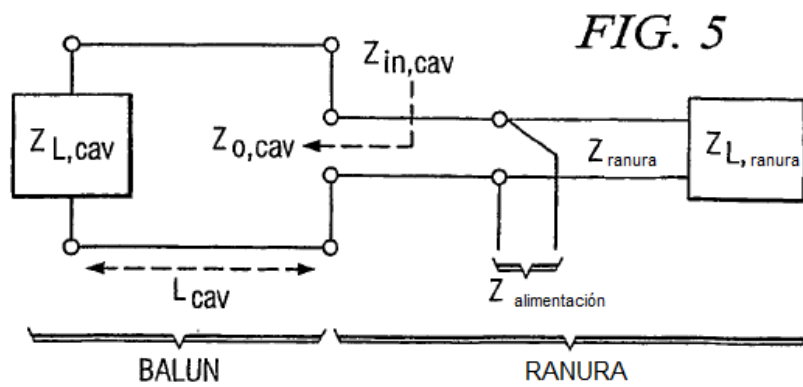 FIG. 5
Z in,cav
Z L,cav
Z o,cav
Z ranura
Z L, ranura
L cav
Z alimentación
BALUN
RANURA